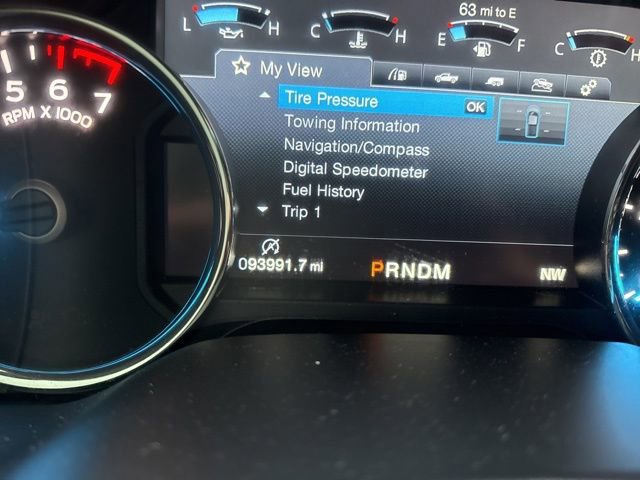 63 mi to E
L H C H E F C H
My View
Tire Pressure OK
Towing Information
Navigation/Compass
Digital Speedometer
Fuel History
Trip 1
5 6 7
RPM X 1000
093991.7 mi PRNDM NW